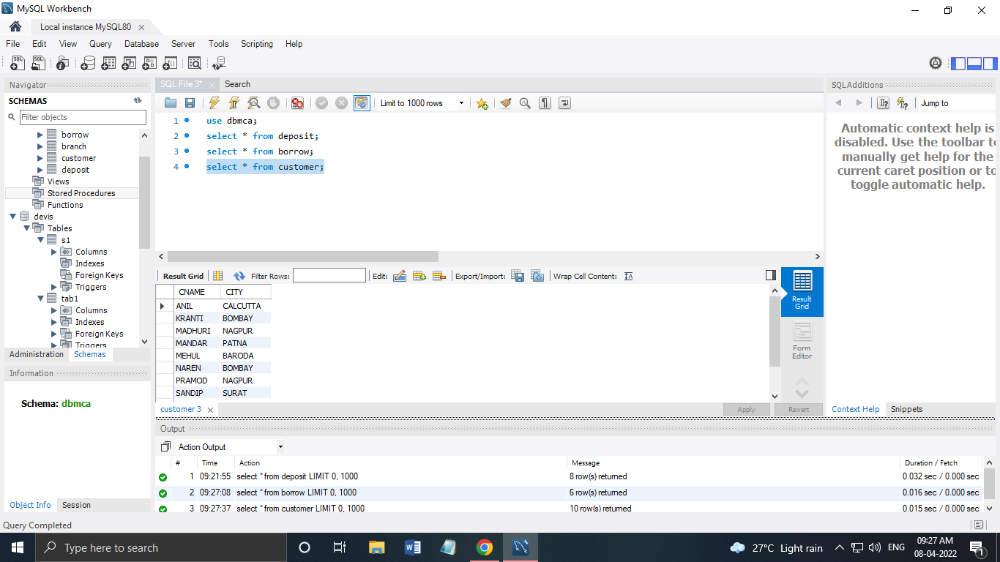 MySQL Workbench
Local instance MySQL80
File Edit View Query Database Server Tools Scripting Help
Navigator
SCHEMAS
Filter objects
borrow
branch
customer
deposit
Views
Stored Procedures
Functions
devis
Tables
s1
Columns
Indexes
Foreign Keys
Triggers
tab1
Columns
Indexes
Foreign Keys
Triggers
Administration Schemas
Information
Schema: dbmca
Object Info Session
SQL File 3* Search
Limit to 1000 rows
1 use dbmca;
2 select * from deposit;
3 select * from borrow;
4 select * from customer;
Result Grid Filter Rows: Edit: Export/Import: Wrap Cell Content: IA
CNAME CITY
ANIL CALCUTTA
KRANTI BOMBAY
MADHURI NAGPUR
MANDAR PATNA
MEHUL BARODA
NAREN BOMBAY
PRAMOD NAGPUR
SANDIP SURAT
Result
Grid
Form
Editor
customer 3 Apply Revert
SQLAdditions
Jump to
Automatic context help is
disabled. Use the toolbar to
manually get help for the
current caret position or to
toggle automatic help.
Context Help Snippets
Output
Action Output
# Time Action Message Duration / Fetch
1 09:21:55 select * from deposit LIMIT 0, 1000 8 row(s) returned 0.032 sec / 0.000 sec
2 09:27:08 select * from borrow LIMIT 0, 1000 6 row(s) returned 0.016 sec / 0.000 sec
3 09:27:37 select * from customer LIMIT 0, 1000 10 row(s) returned 0.015 sec / 0.000 sec
Query Completed
Type here to search
27°C Light rain
ENG
09:27 AM
08-04-2022
1